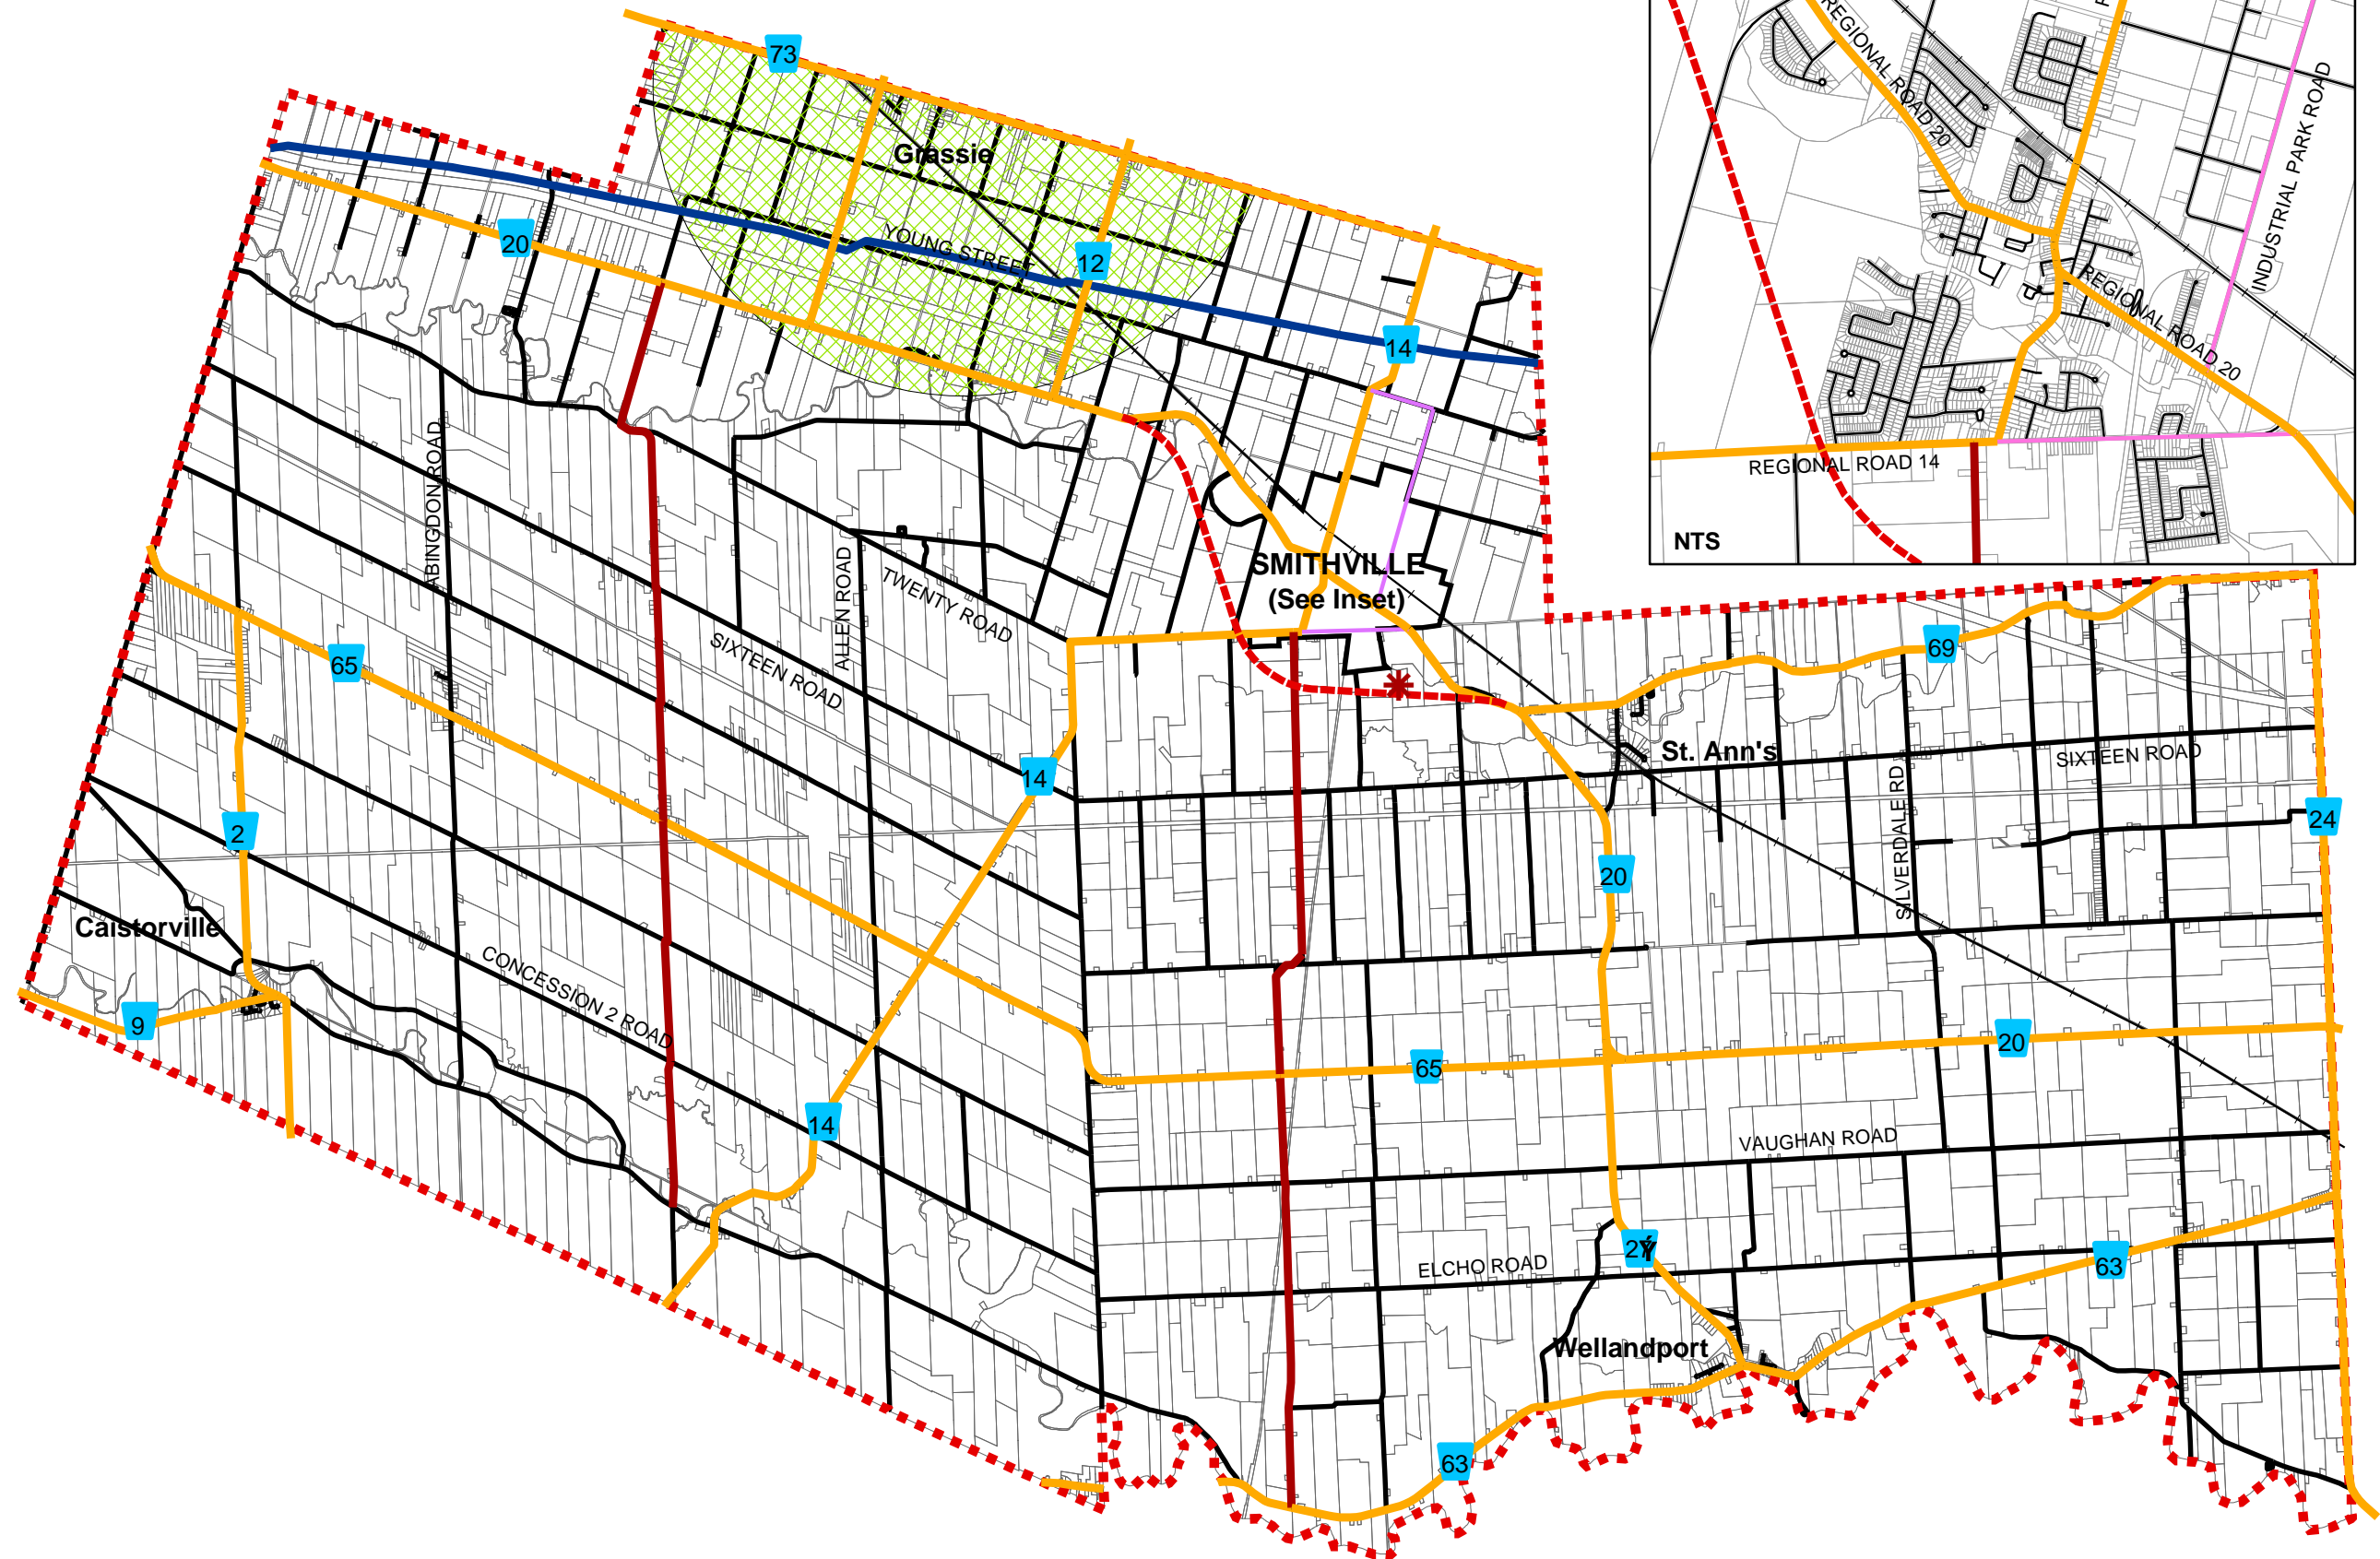 73
REGIONAL ROAD 20
INDUSTRIAL PARK ROAD
Grassie
20
YOUNG STREET
12
REGIONAL ROAD 20
14
ABINGDON ROAD
REGIONAL ROAD 14
NTS
SMITHVILLE
(See Inset)
ALLEN ROAD
TWENTY ROAD
SIXTEEN ROAD
65
69
St. Ann's
SIXTEEN ROAD
14
SILVERDALE RD
24
2
20
Caistorville
CONCESSION 2 ROAD
9
65
20
14
VAUGHAN ROAD
ELCHO ROAD
63
Wellandport
63